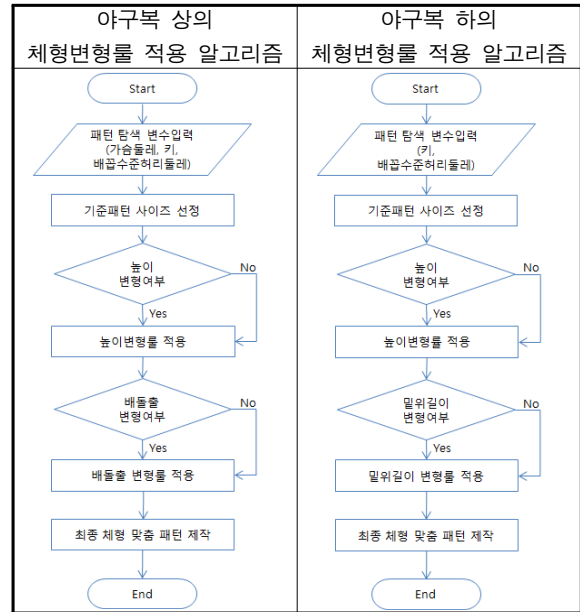 야구복 상의
체형변형룰 적용 알고리즘
Start
패턴 탐색 변수입력
(가슴둘레, 키,
배꼽수준허리둘레)
기준패턴 사이즈 선정
높이
변형여부
No
Yes
높이변형룰 적용
배돌출
변형여부
No
Yes
배돌출 변형룰 적용
최종 체형 맞춤 패턴 제작
End
야구복 하의
체형변형룰 적용 알고리즘
Start
패턴 탐색 변수입력
(키,
배꼽수준허리둘레)
기준패턴 사이즈 선정
높이
변형여부
No
Yes
높이변형률 적용
밑위길이
변형여부
No
Yes
밑위길이 변형룰 적용
최종 체형 맞춤 패턴 제작
End